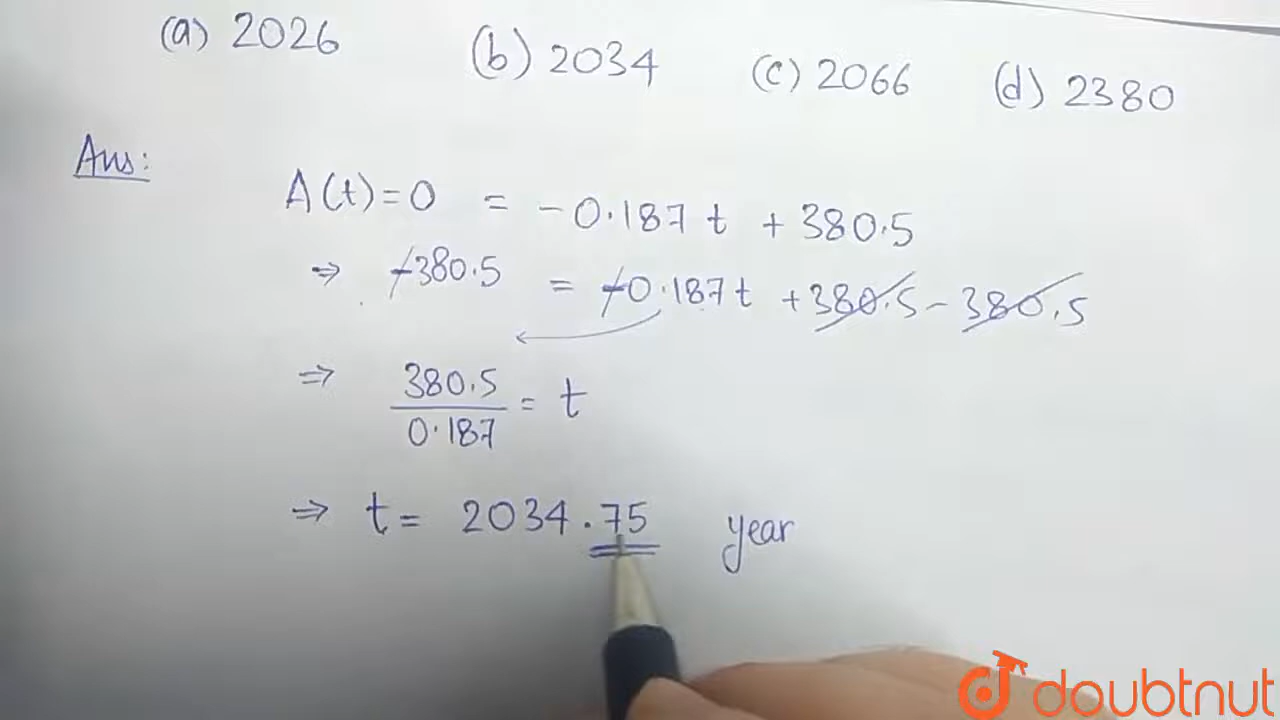 (a) 2026 (b) 2034 (c) 2066 (d) 2380
Ans:
A(t)=0 = -0.187 t + 380.5
⇒ -380.5 = -0.187t +380.5 - 380.5
⇒ 380.5/0.187 = t
⇒ t = 2034.75 year
doubtnut